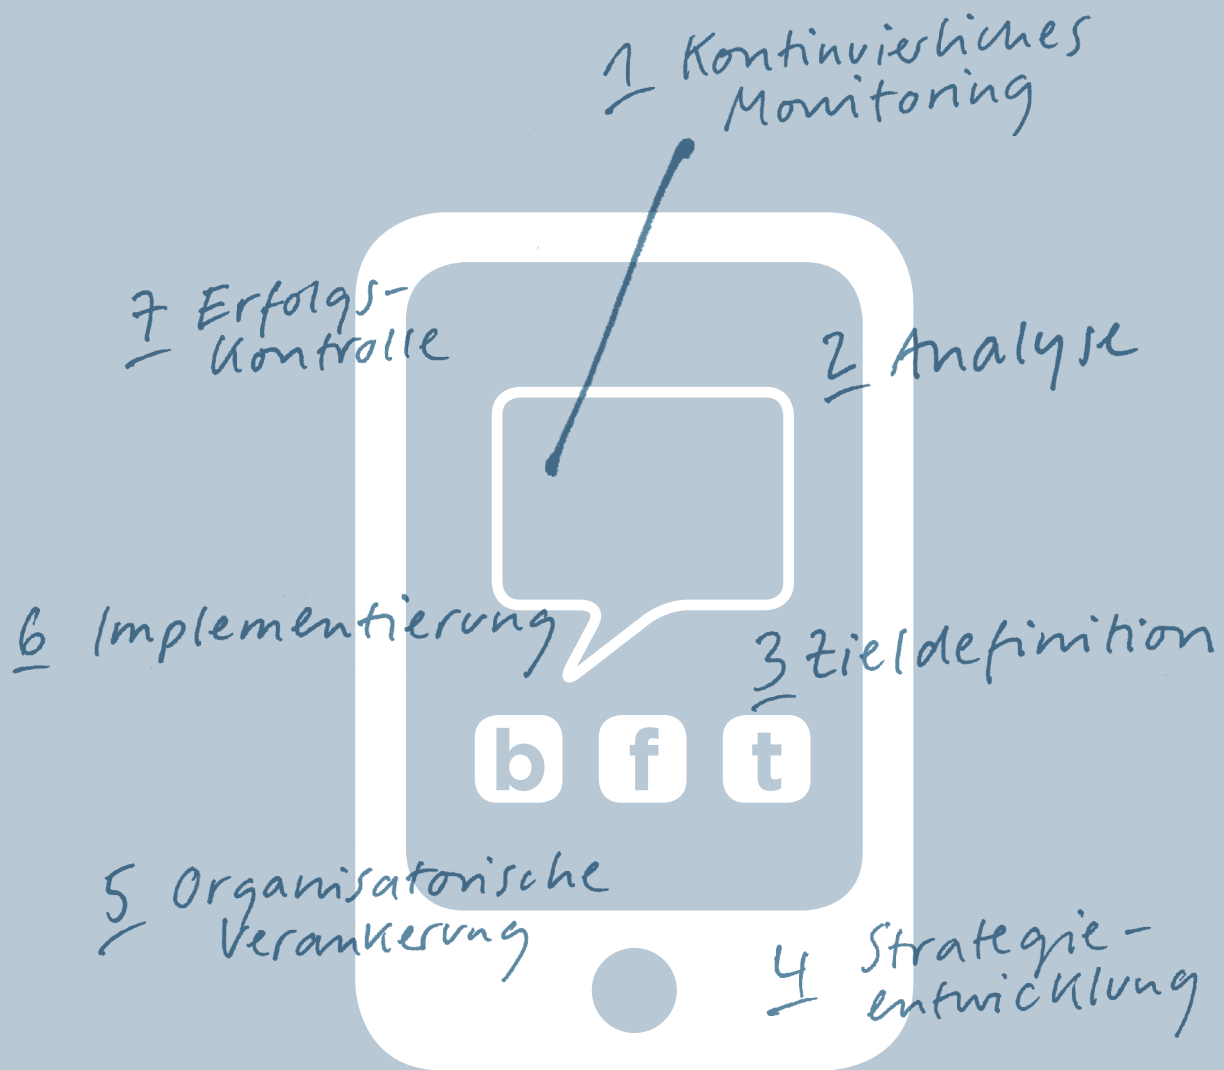 1 Kontinuierliches
Monitoring
7 Erfolgs-
Kontrolle
2 Analyse
6 Implementierung
3 Zieldefinition
b f t
5 Organisatorische
Verankerung
4 Strategie-
entwicklung